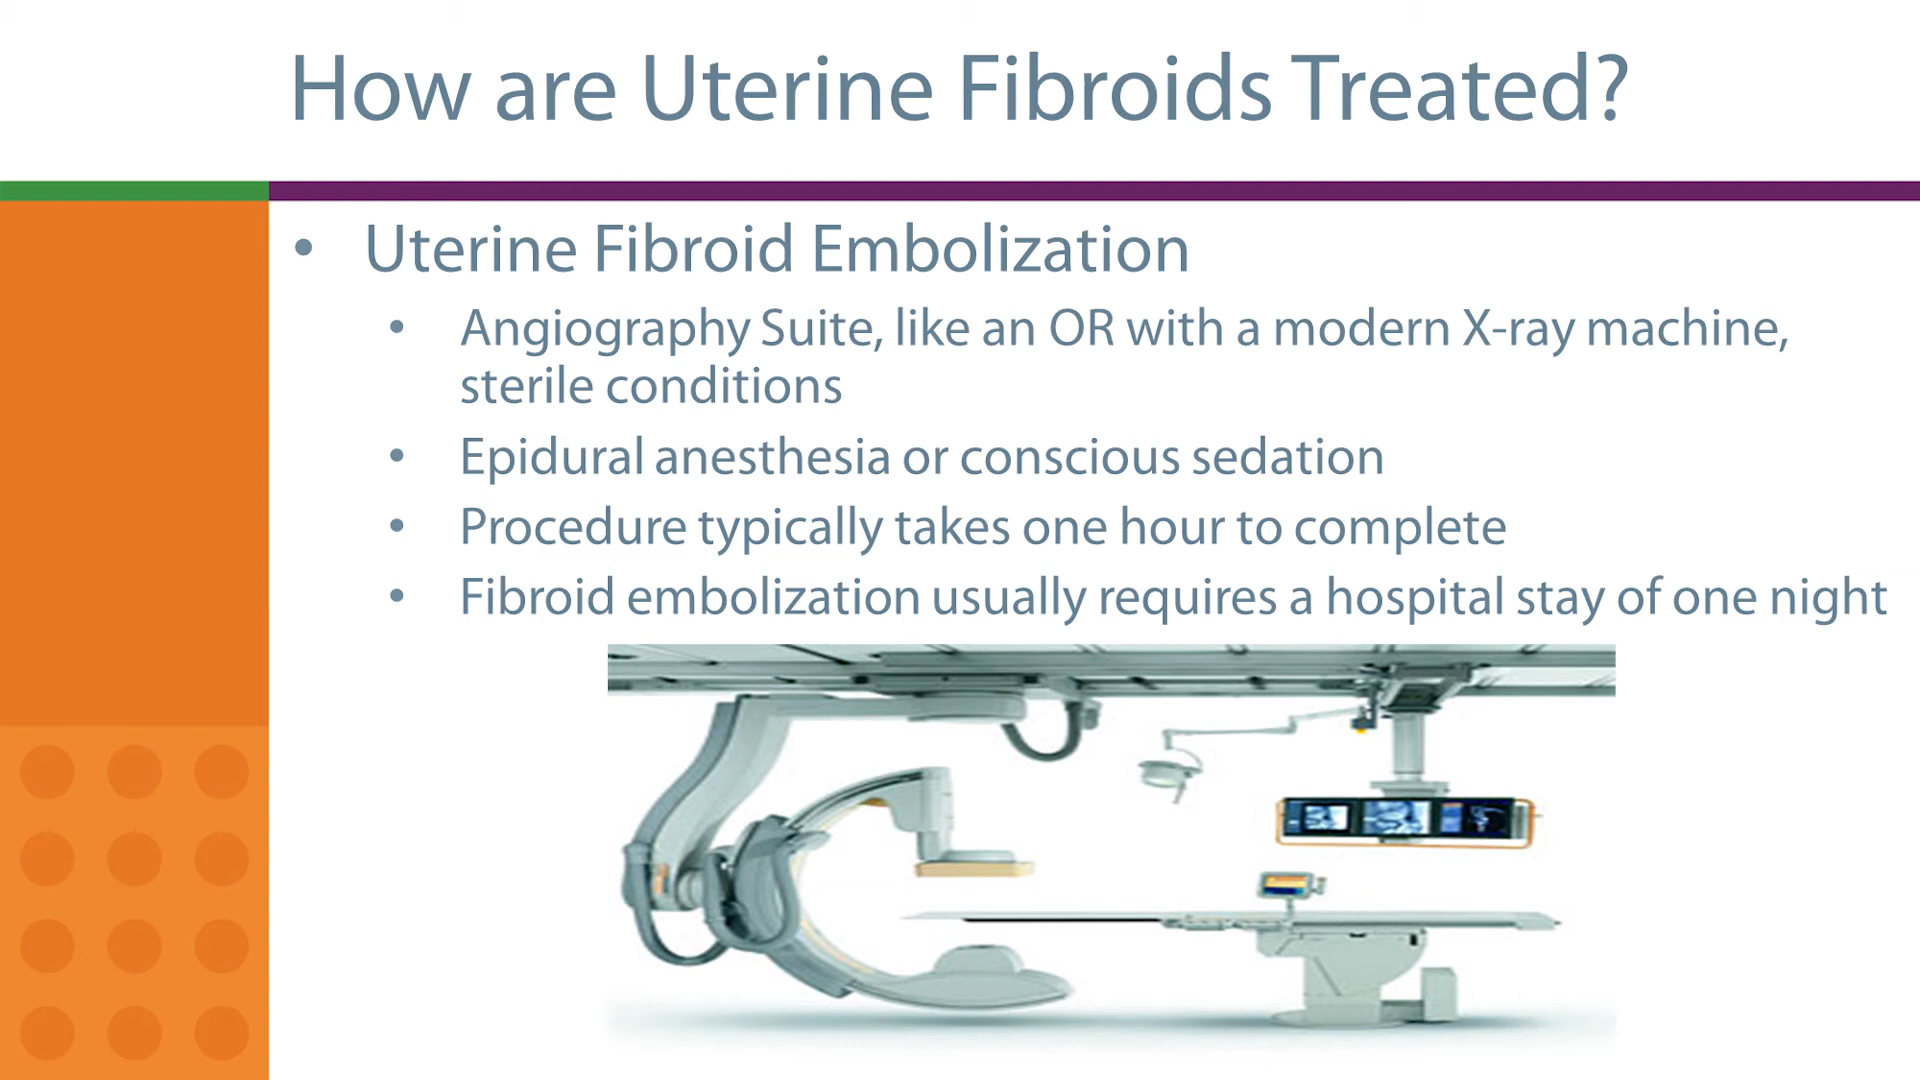 How are Uterine Fibroids Treated?
• Uterine Fibroid Embolization
• Angiography Suite, like an OR with a modern X-ray machine,
sterile conditions
• Epidural anesthesia or conscious sedation
• Procedure typically takes one hour to complete
• Fibroid embolization usually requires a hospital stay of one night